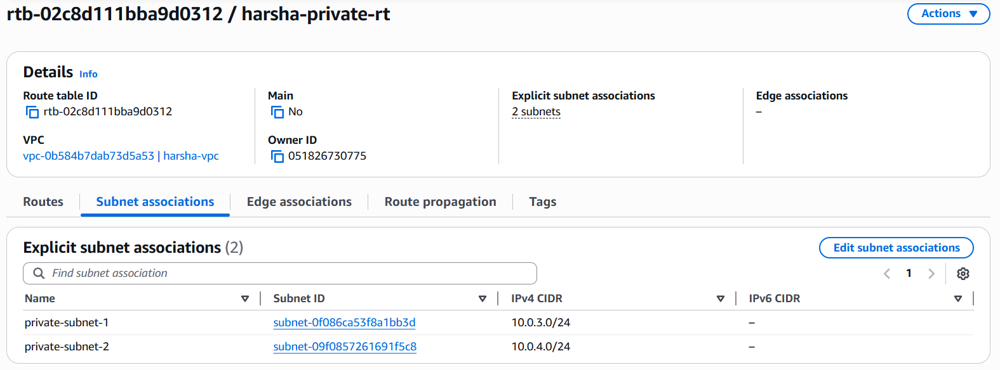 rtb-02c8d111bba9d0312 / harsha-private-rt
Actions
Details Info
Route table ID
rtb-02c8d111bba9d0312
Main
No
Explicit subnet associations
2 subnets
Edge associations
–
VPC
vpc-0b584b7dab73d5a53 | harsha-vpc
Owner ID
051826730775
Routes
Subnet associations
Edge associations
Route propagation
Tags
Explicit subnet associations (2)
Edit subnet associations
Find subnet association
1
Name Subnet ID IPv4 CIDR IPv6 CIDR
private-subnet-1 subnet-0f086ca53f8a1bb3d 10.0.3.0/24 –
private-subnet-2 subnet-09f0857261691f5c8 10.0.4.0/24 –